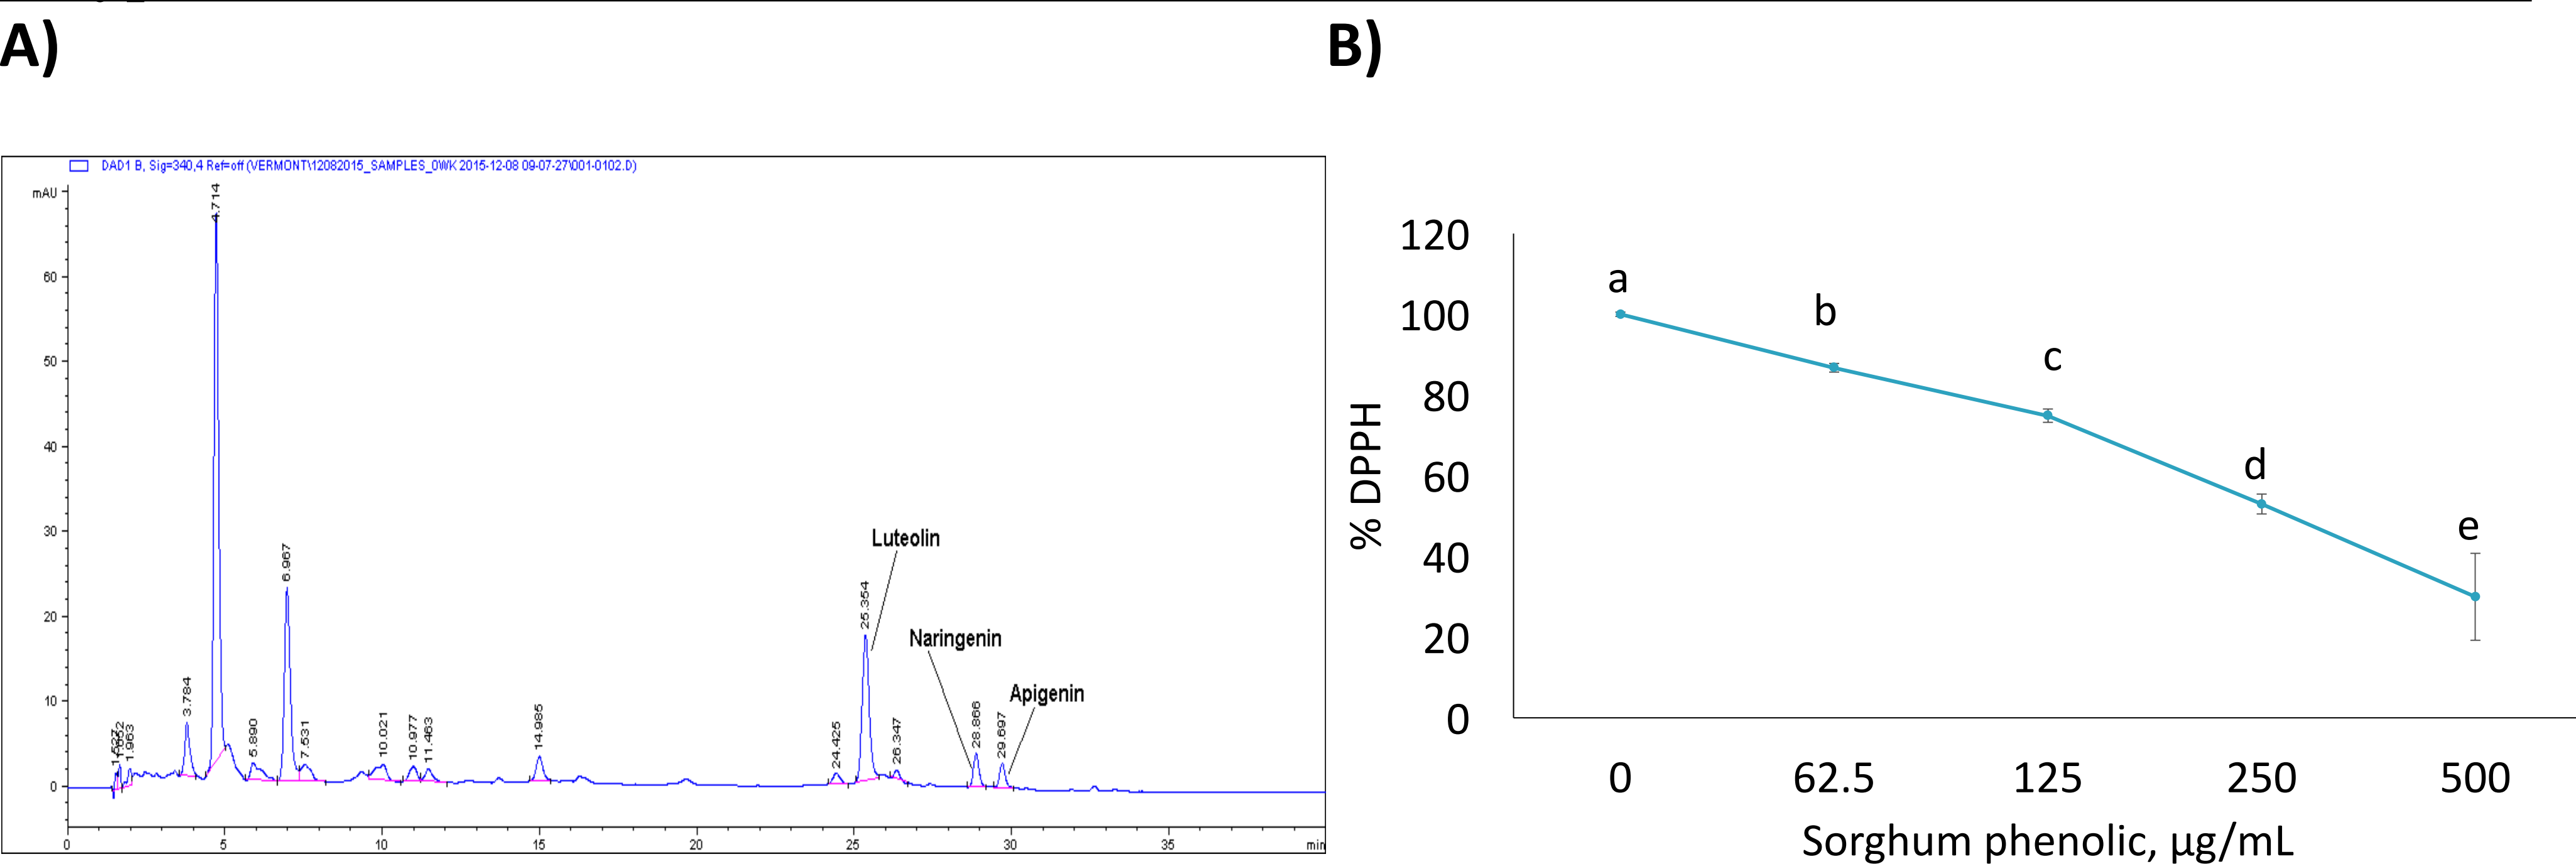 A)
DAD1 B, Sig=340,4 Ref=off (VERMONT\12082015_SAMPLES_0WK 2015-12-08 09-07-27\001-0102.D)
mAU
60
50
40
30
20
10
0
1.652
1.963
3.784
4.714
5.890
6.967
7.531
10.021
10.977
11.463
14.985
24.425
25.354
26.347
28.866
29.697
Luteolin
Naringenin
Apigenin
0 5 10 15 20 25 30 35 min
B)
% DPPH
120
100
80
60
40
20
0
a
b
c
d
e
0 62.5 125 250 500
Sorghum phenolic, µg/mL